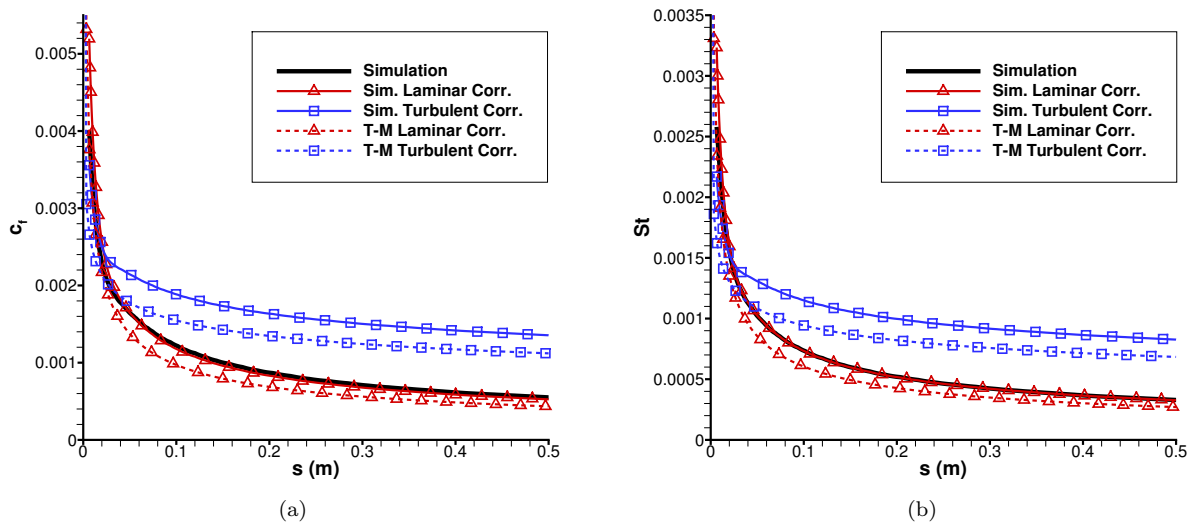 0.005
0.004
0.003
0.002
0.001
0
c_f
0
0.1
0.2
0.3
0.4
0.5
s (m)
Simulation
Sim. Laminar Corr.
Sim. Turbulent Corr.
T-M Laminar Corr.
T-M Turbulent Corr.
(a)
0.0035
0.003
0.0025
0.002
0.0015
0.001
0.0005
0
St
0
0.1
0.2
0.3
0.4
0.5
s (m)
Simulation
Sim. Laminar Corr.
Sim. Turbulent Corr.
T-M Laminar Corr.
T-M Turbulent Corr.
(b)